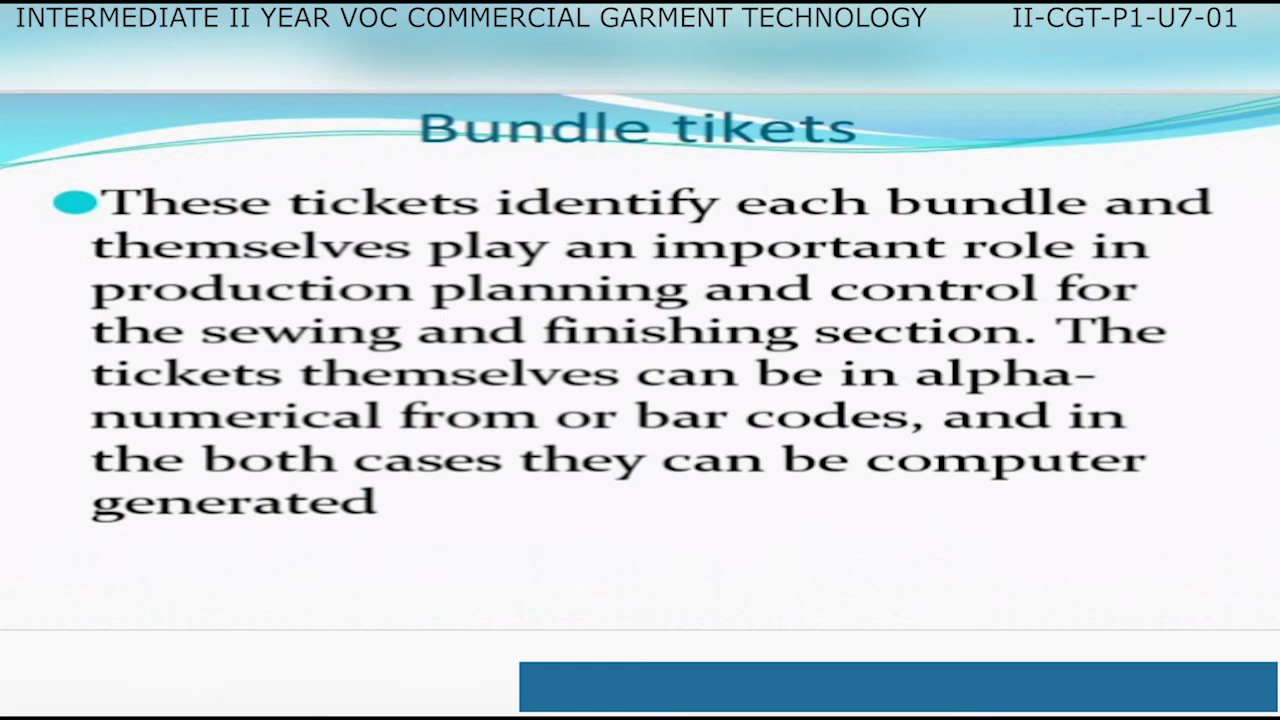 INTERMEDIATE II YEAR VOC COMMERCIAL GARMENT TECHNOLOGY II-CGT-P1-U7-01
Bundle tikets
These tickets identify each bundle and
themselves play an important role in
production planning and control for
the sewing and finishing section. The
tickets themselves can be in alpha-
numerical from or bar codes, and in
the both cases they can be computer
generated